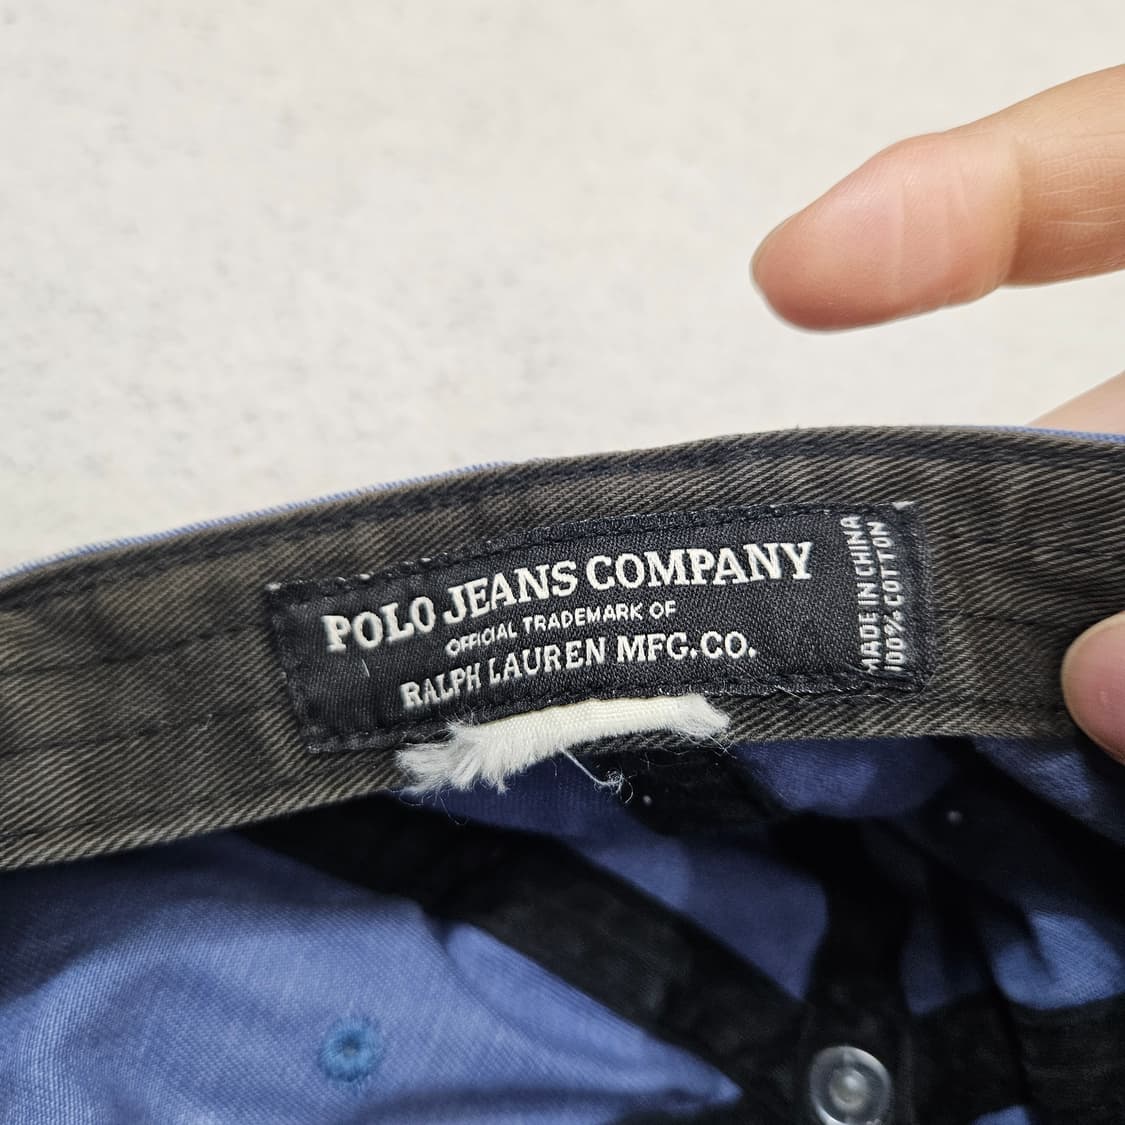 POLO JEANS COMPANY
OFFICIAL TRADEMARK OF
RALPH LAUREN MFG. CO.
MADE IN CHINA
100% COTTON